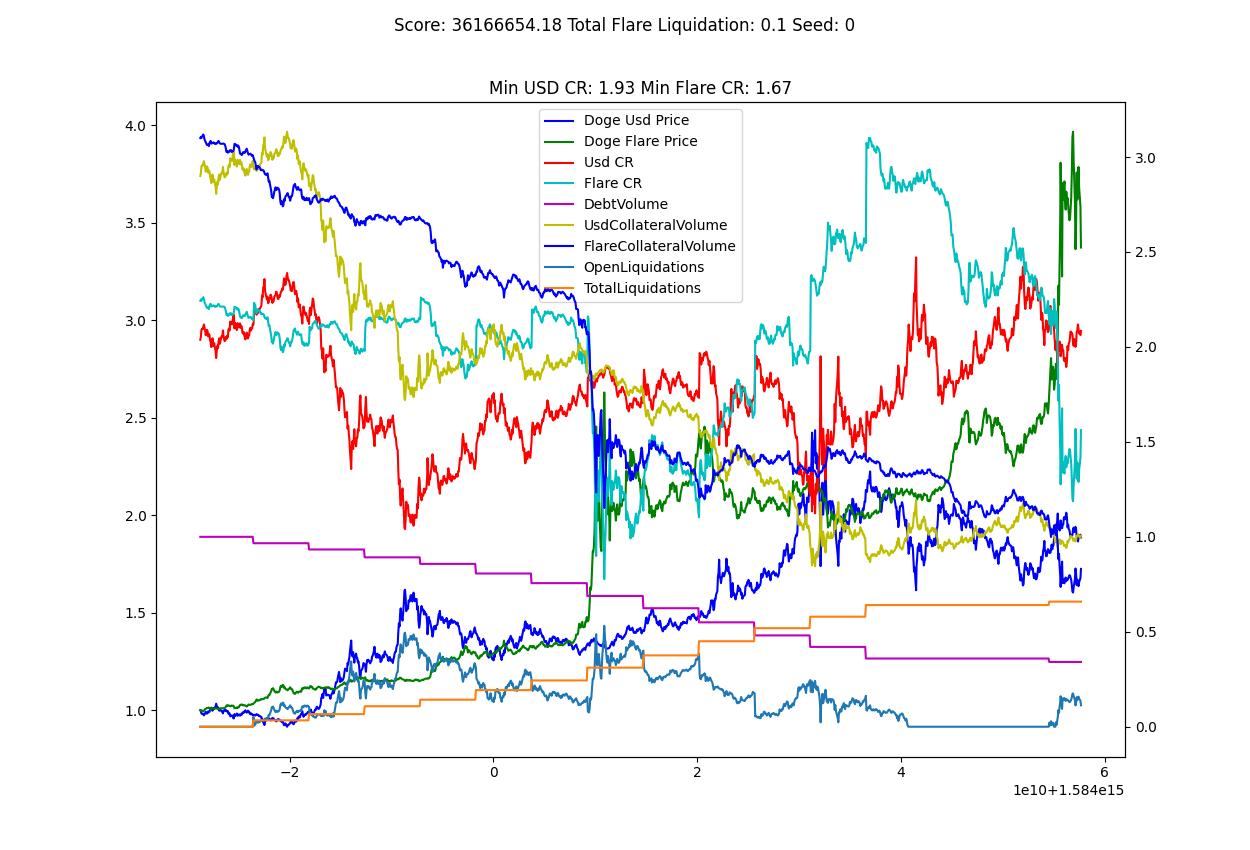 Score: 36166654.18 Total Flare Liquidation: 0.1 Seed: 0
Min USD CR: 1.93 Min Flare CR: 1.67
Doge Usd Price
Doge Flare Price
Usd CR
Flare CR
DebtVolume
UsdCollateralVolume
FlareCollateralVolume
OpenLiquidations
TotalLiquidations
4.0
3.5
3.0
2.5
2.0
1.5
1.0
3.0
2.5
2.0
1.5
1.0
0.5
0.0
−2
0
2
4
6
1e10+1.584e15